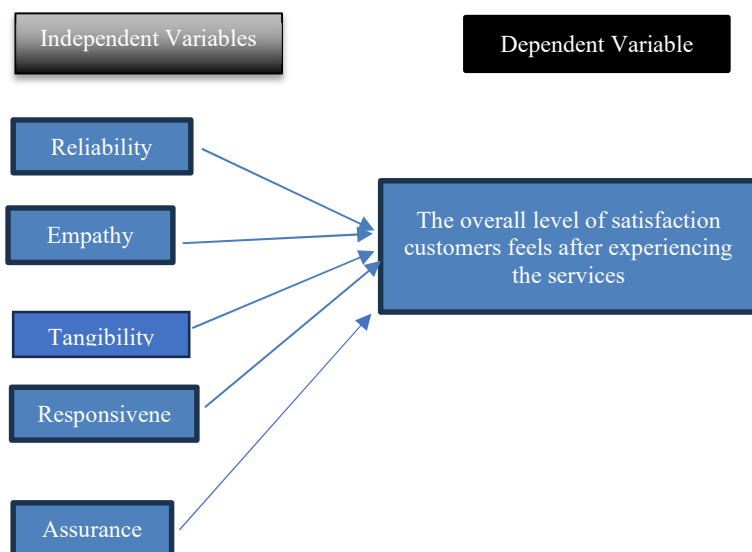 Independent Variables
Dependent Variable
Reliability
Empathy
Tangibility
Responsivene
Assurance
The overall level of satisfaction
customers feels after experiencing
the services